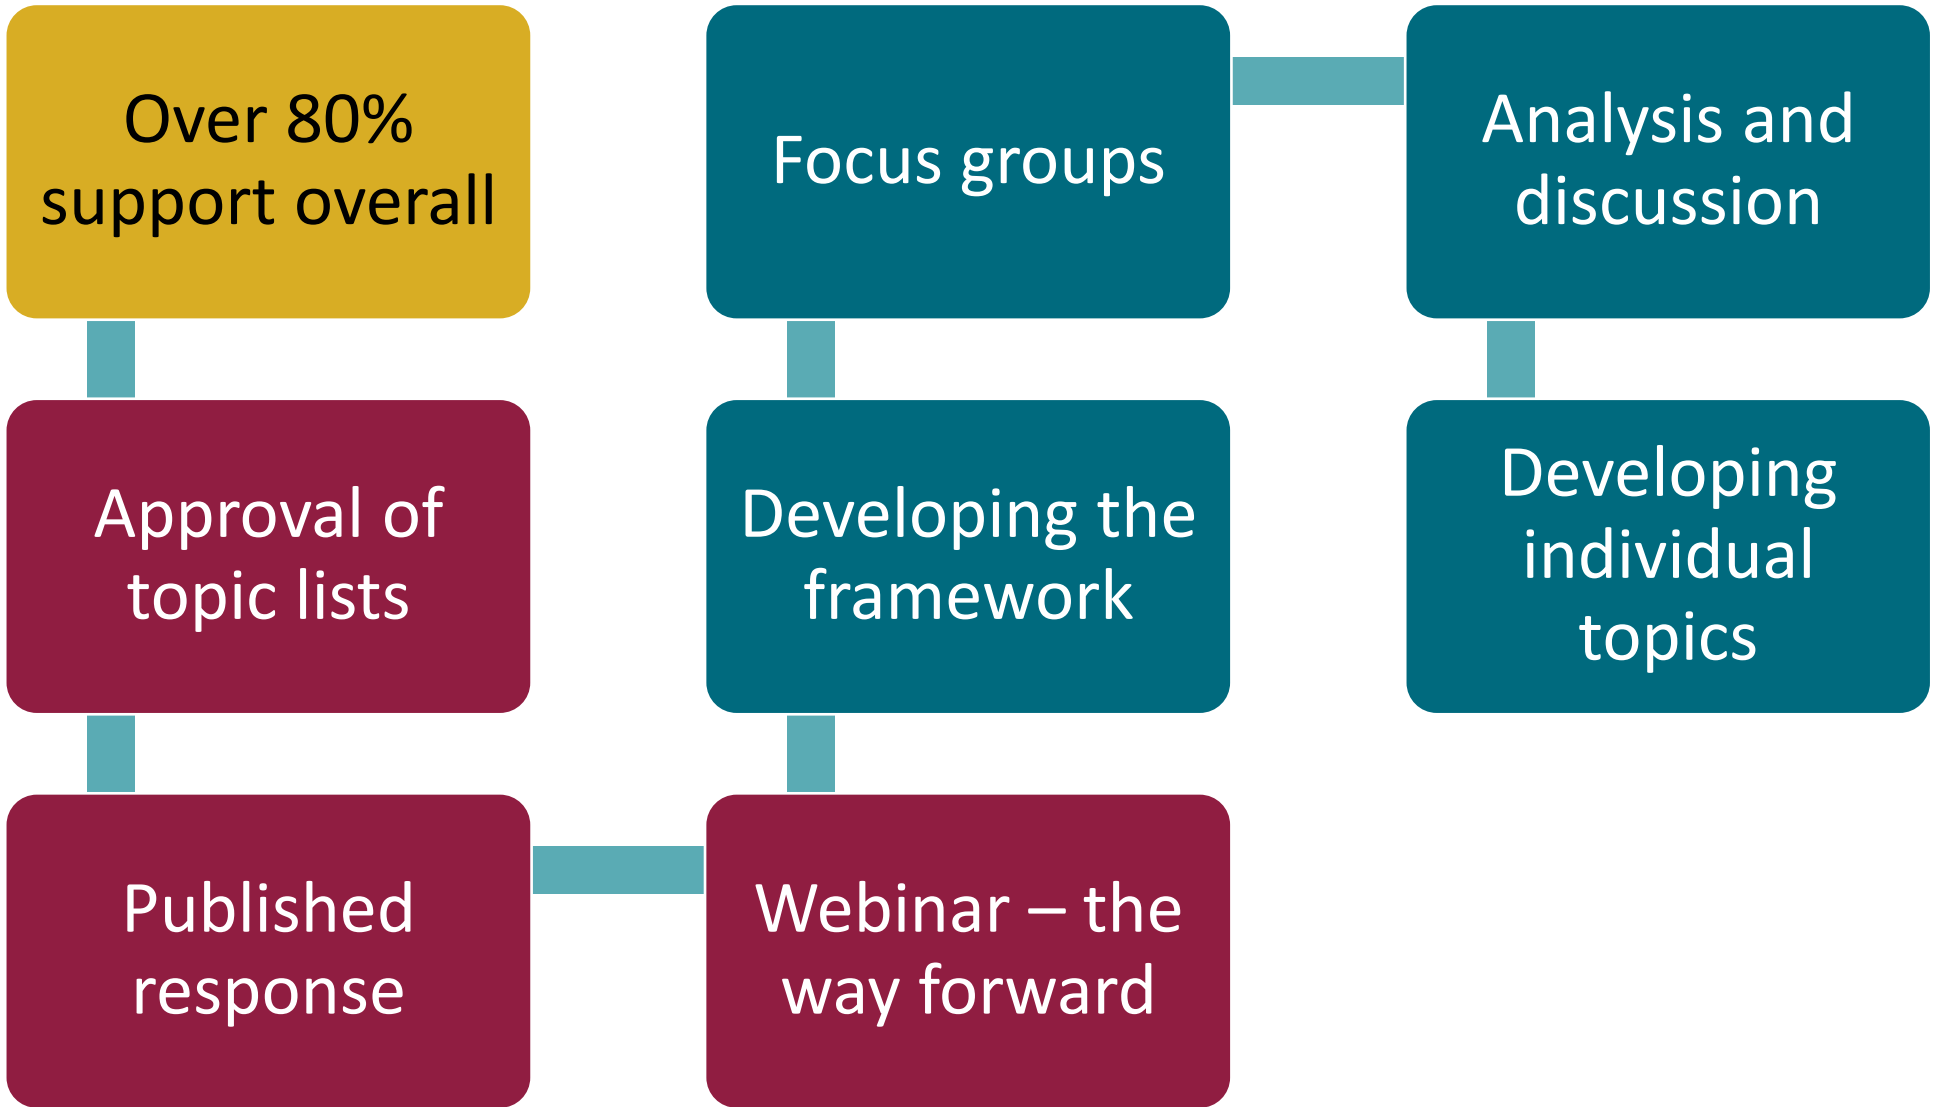 Over 80%
support overall
Approval of
topic lists
Published
response
Webinar – the
way forward
Developing the
framework
Focus groups
Analysis and
discussion
Developing
individual
topics